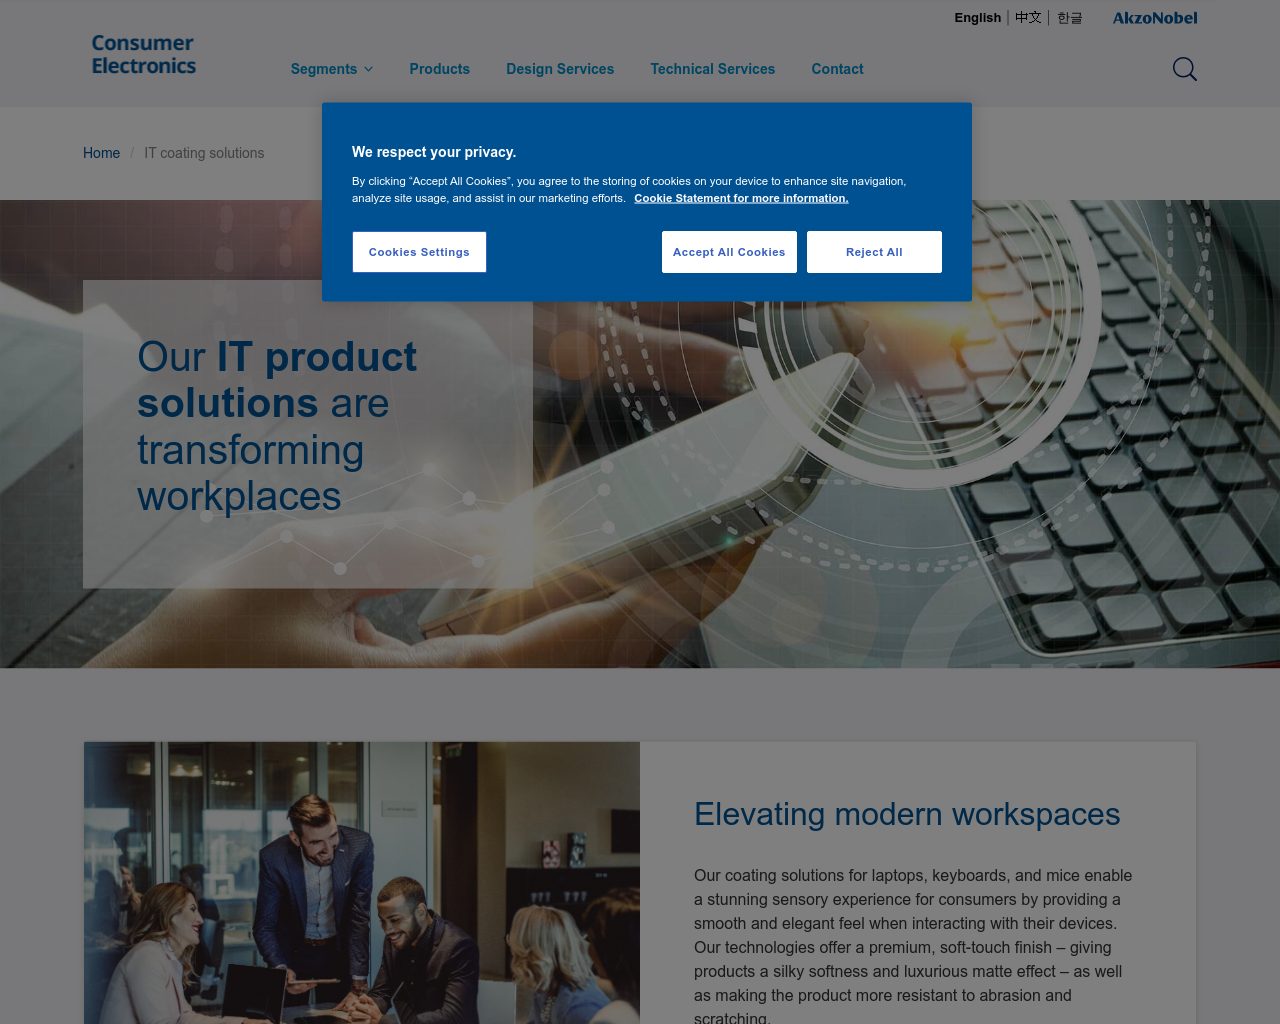 English
中文
한글
AkzoNobel
Consumer
Electronics
Segments
Products
Design Services
Technical Services
Contact
Home / IT coating solutions
We respect your privacy.
By clicking “Accept All Cookies”, you agree to the storing of cookies on your device to enhance site navigation,
analyze site usage, and assist in our marketing efforts. Cookie Statement for more information.
Cookies Settings
Accept All Cookies
Reject All
Our IT product
solutions are
transforming
workplaces
Elevating modern workspaces
Our coating solutions for laptops, keyboards, and mice enable
a stunning sensory experience for consumers by providing a
smooth and elegant feel when interacting with their devices.
Our technologies offer a premium, soft-touch finish – giving
products a silky softness and luxurious matte effect – as well
as making the product more resistant to abrasion and
scratching.